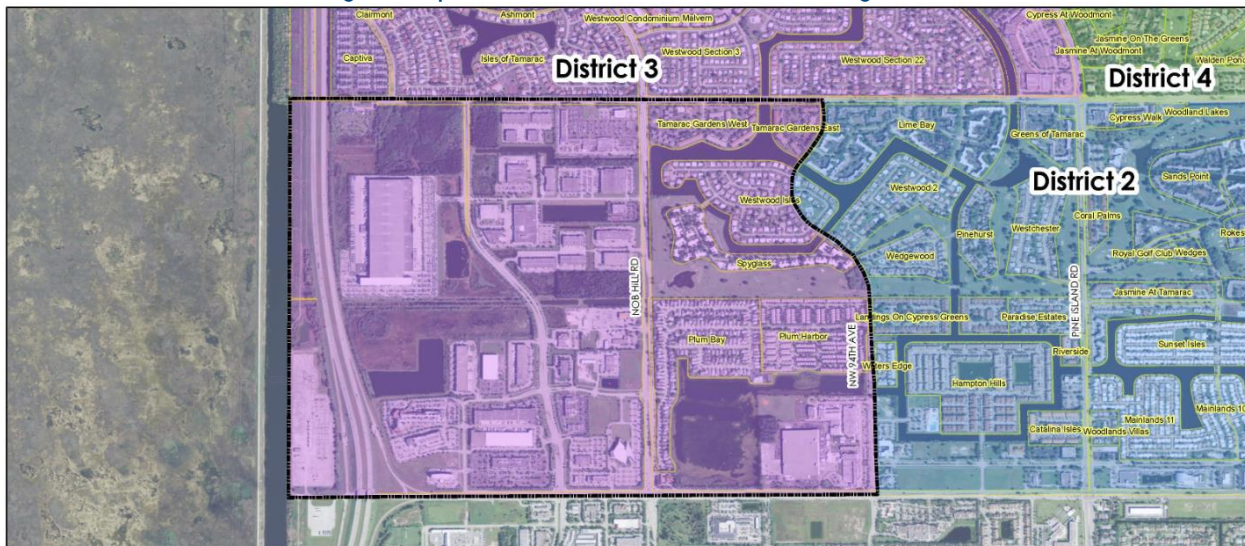 Clairmont
Ashmont
Westwood Condominium Malvern
Cypress At Woodmont
Jasmine On The Greens
Captiva
Isles of Tamarac
Westwood Section 3
Westwood Section 22
Jasmine At Woodmont
District 3
District 4
Tamarac Gardens West
Tamarac Gardens East
Lime Bay
Greens of Tamarac
Cypress Walk
Woodland Lakes
Westwood 2
District 2
Sands Point
Westwood Isles
Coral Palms
Pinehurst
Westchester
Spyglass
Wedgewood
Royal Golf Club Wedges
NOB HILL RD
PINE ISLAND RD
Jasmine At Tamarac
Landings On Cypress Greens
Paradise Estates
Plum Bay
Plum Harbor
NW 94TH AVE
Riverside
Sunset Isles
Waters Edge
Hampton Hills
Mainlands 11
Mainlands 10
Catalina Isles
Woodlands Villas